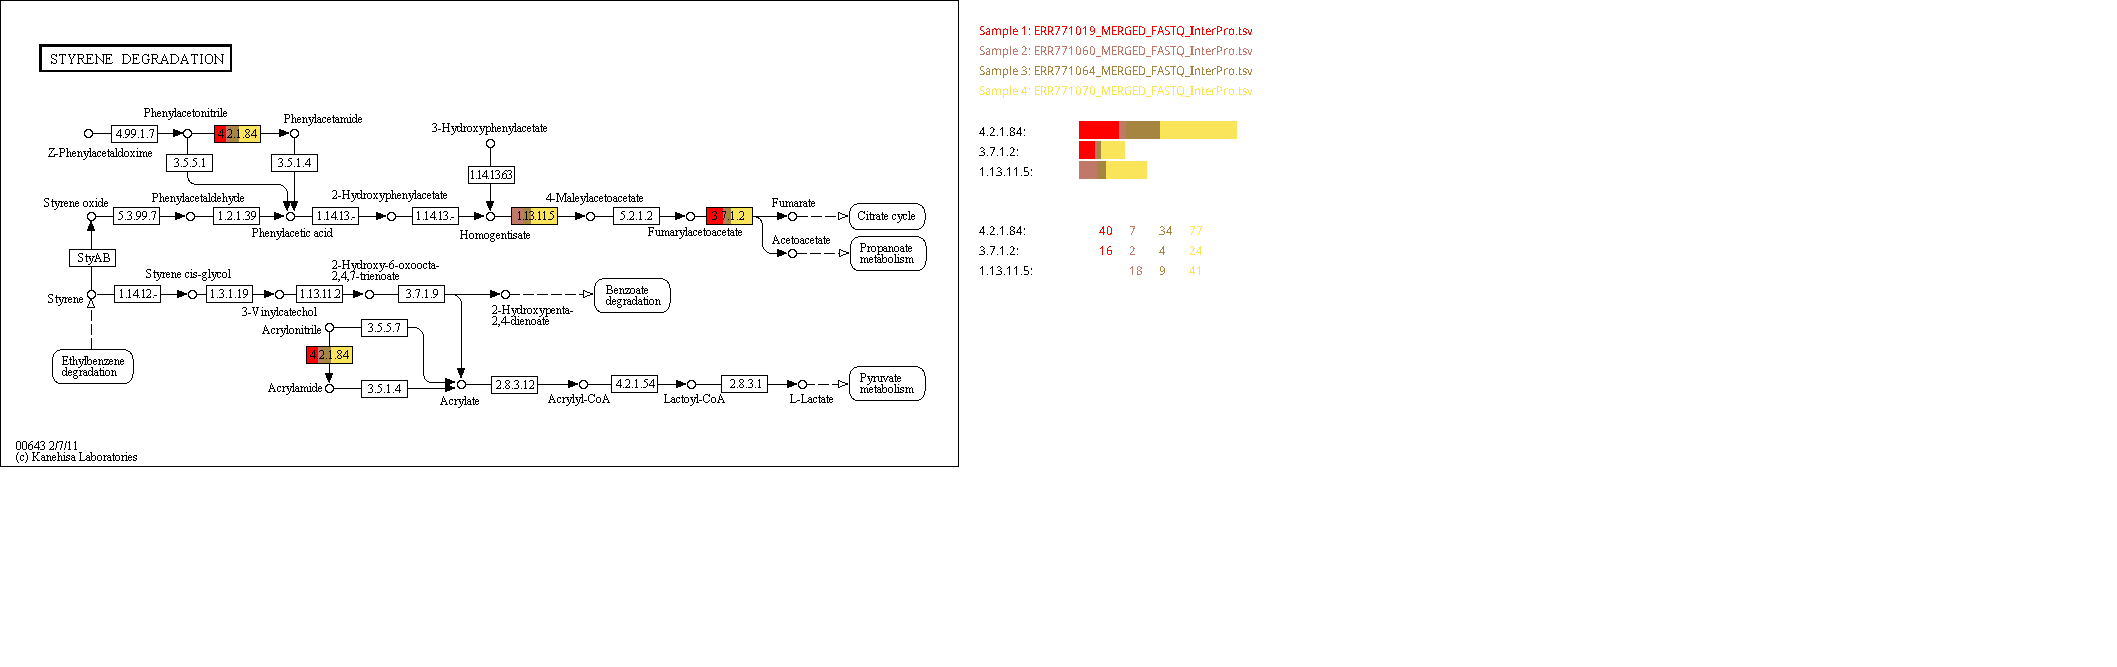 STYRENE DEGRADATION
Phenylacetonitrile
Phenylacetamide
4.99.1.7
4.2.1.84
Z-Phenylacetaldoxime
3.5.5.1
3.5.1.4
3-Hydroxyphenylacetate
1.14.13.63
Styrene oxide
Phenylacetaldehyde
2-Hydroxyphenylacetate
4-Maleylacetoacetate
Fumarate
5.3.99.7
1.2.1.39
1.14.13.-
1.14.13.-
1.13.11.5
5.2.1.2
3.7.1.2
Citrate cycle
Phenylacetic acid
Homogentisate
Fumarylacetoacetate
Acetoacetate
Propanoate
metabolism
StyAB
Styrene cis-glycol
2-Hydroxy-6-oxoocta-
2,4,7-trienoate
Styrene
1.14.12.-
1.3.1.19
1.13.11.2
3.7.1.9
Benzoate
degradation
3-Vinylcatechol
2-Hydroxypenta-
2,4-dienoate
Acrylonitrile
3.5.5.7
4.2.1.84
Ethylbenzene
degradation
Acrylamide
3.5.1.4
2.8.3.12
4.2.1.54
2.8.3.1
Pyruvate
metabolism
Acrylate
Acrylyl-CoA
Lactoyl-CoA
L-Lactate
00643 2/7/11
(c) Kanehisa Laboratories
Sample 1: ERR771019_MERGED_FASTQ_InterPro.tsv
Sample 2: ERR771060_MERGED_FASTQ_InterPro.tsv
Sample 3: ERR771064_MERGED_FASTQ_InterPro.tsv
Sample 4: ERR771070_MERGED_FASTQ_InterPro.tsv
4.2.1.84:
3.7.1.2:
1.13.11.5:
4.2.1.84: 40 7 34 77
3.7.1.2: 16 2 4 24
1.13.11.5: 18 9 41